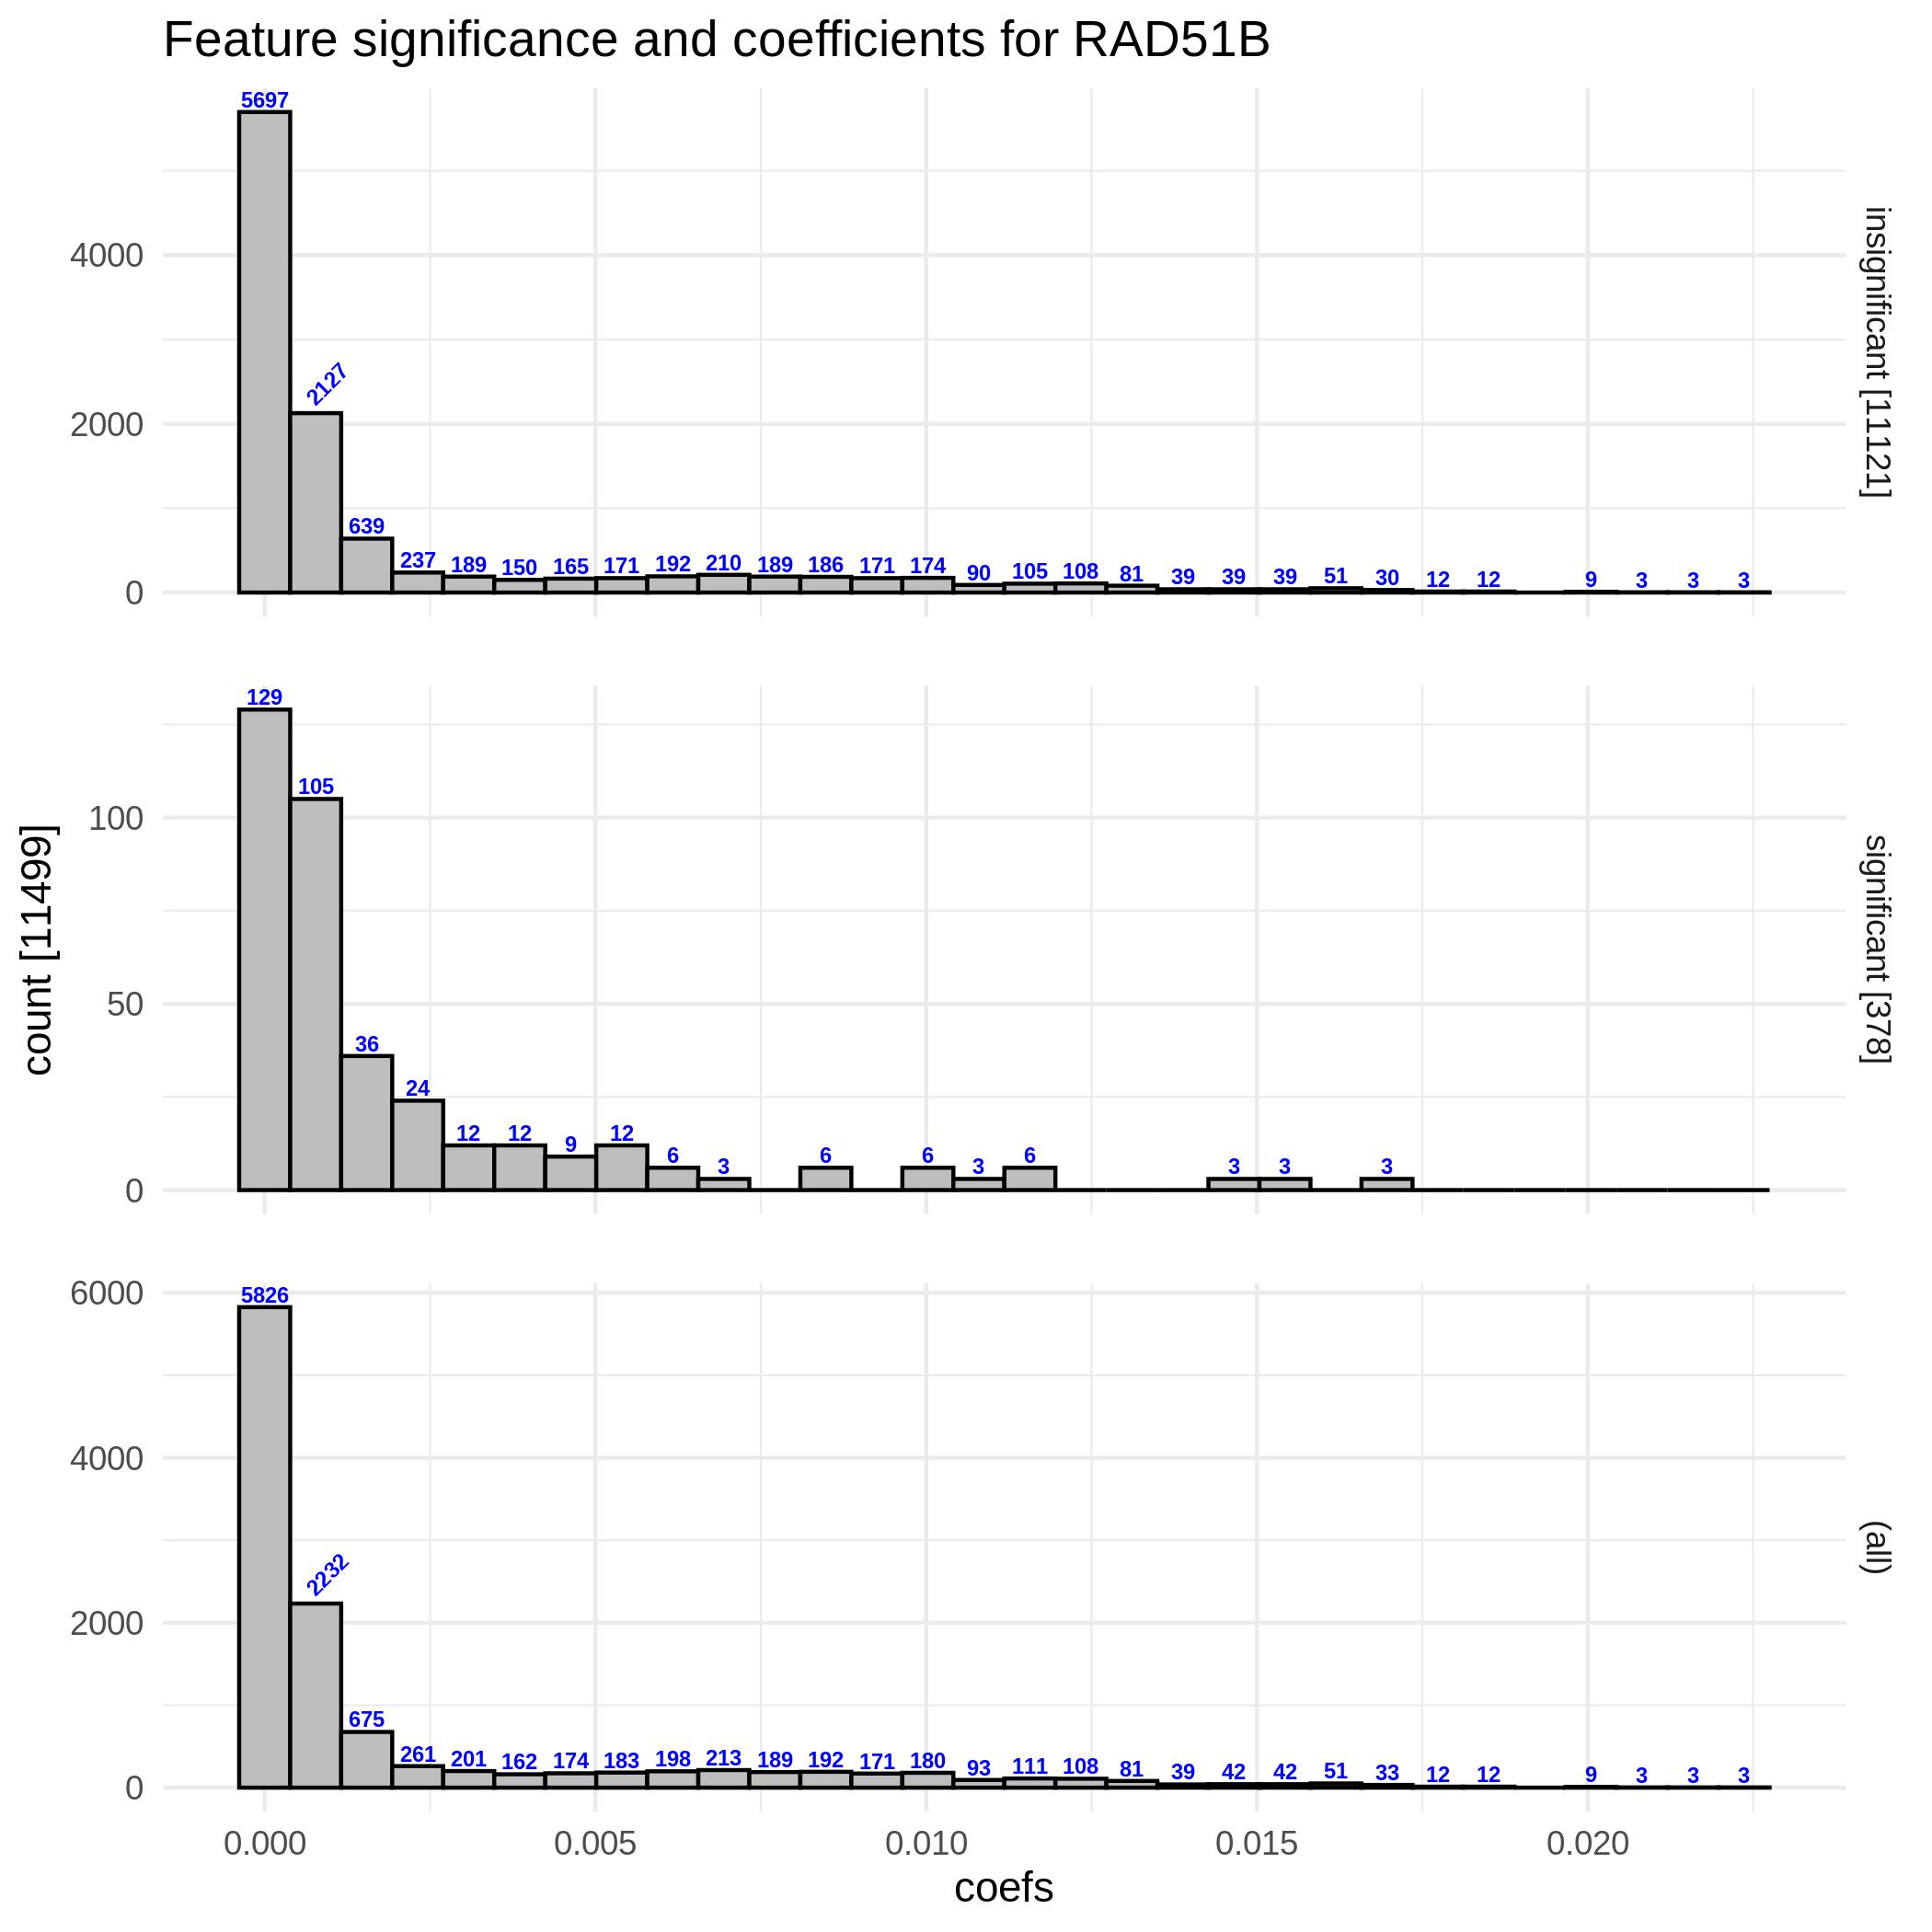 Feature significance and coefficients for RAD51B
5697
2127
639
237 189 150 165 171 192 210 189 186 171 174 90 105 108 81 39 39 39 51 30 12 12 9 3 3 3
4000
2000
0
insignificant [11121]
129
105
36
24
12 12 9 12 6 3 6 6 3 6 3 3 3
100
50
0
count [11499]
significant [378]
5826
2232
675
261 201 162 174 183 198 213 189 192 171 180 93 111 108 81 39 42 42 51 33 12 12 9 3 3 3
6000
4000
2000
0
(all)
0.000 0.005 0.010 0.015 0.020
coefs